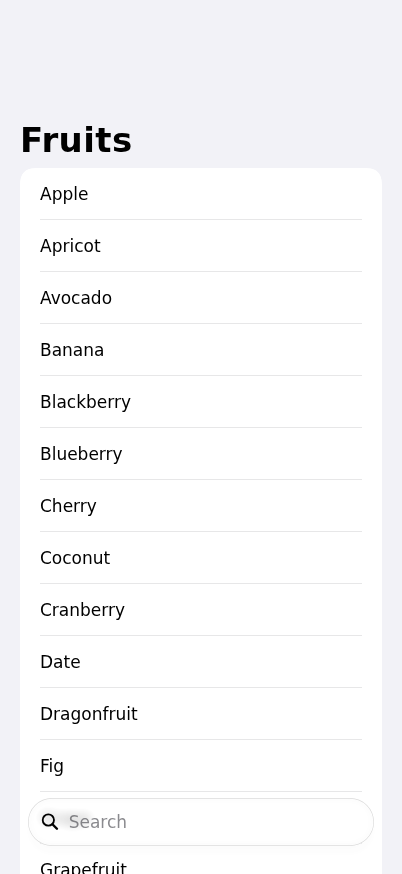 Fruits
Apple
Apricot
Avocado
Banana
Blackberry
Blueberry
Cherry
Coconut
Cranberry
Date
Dragonfruit
Fig
Search
Grapefruit